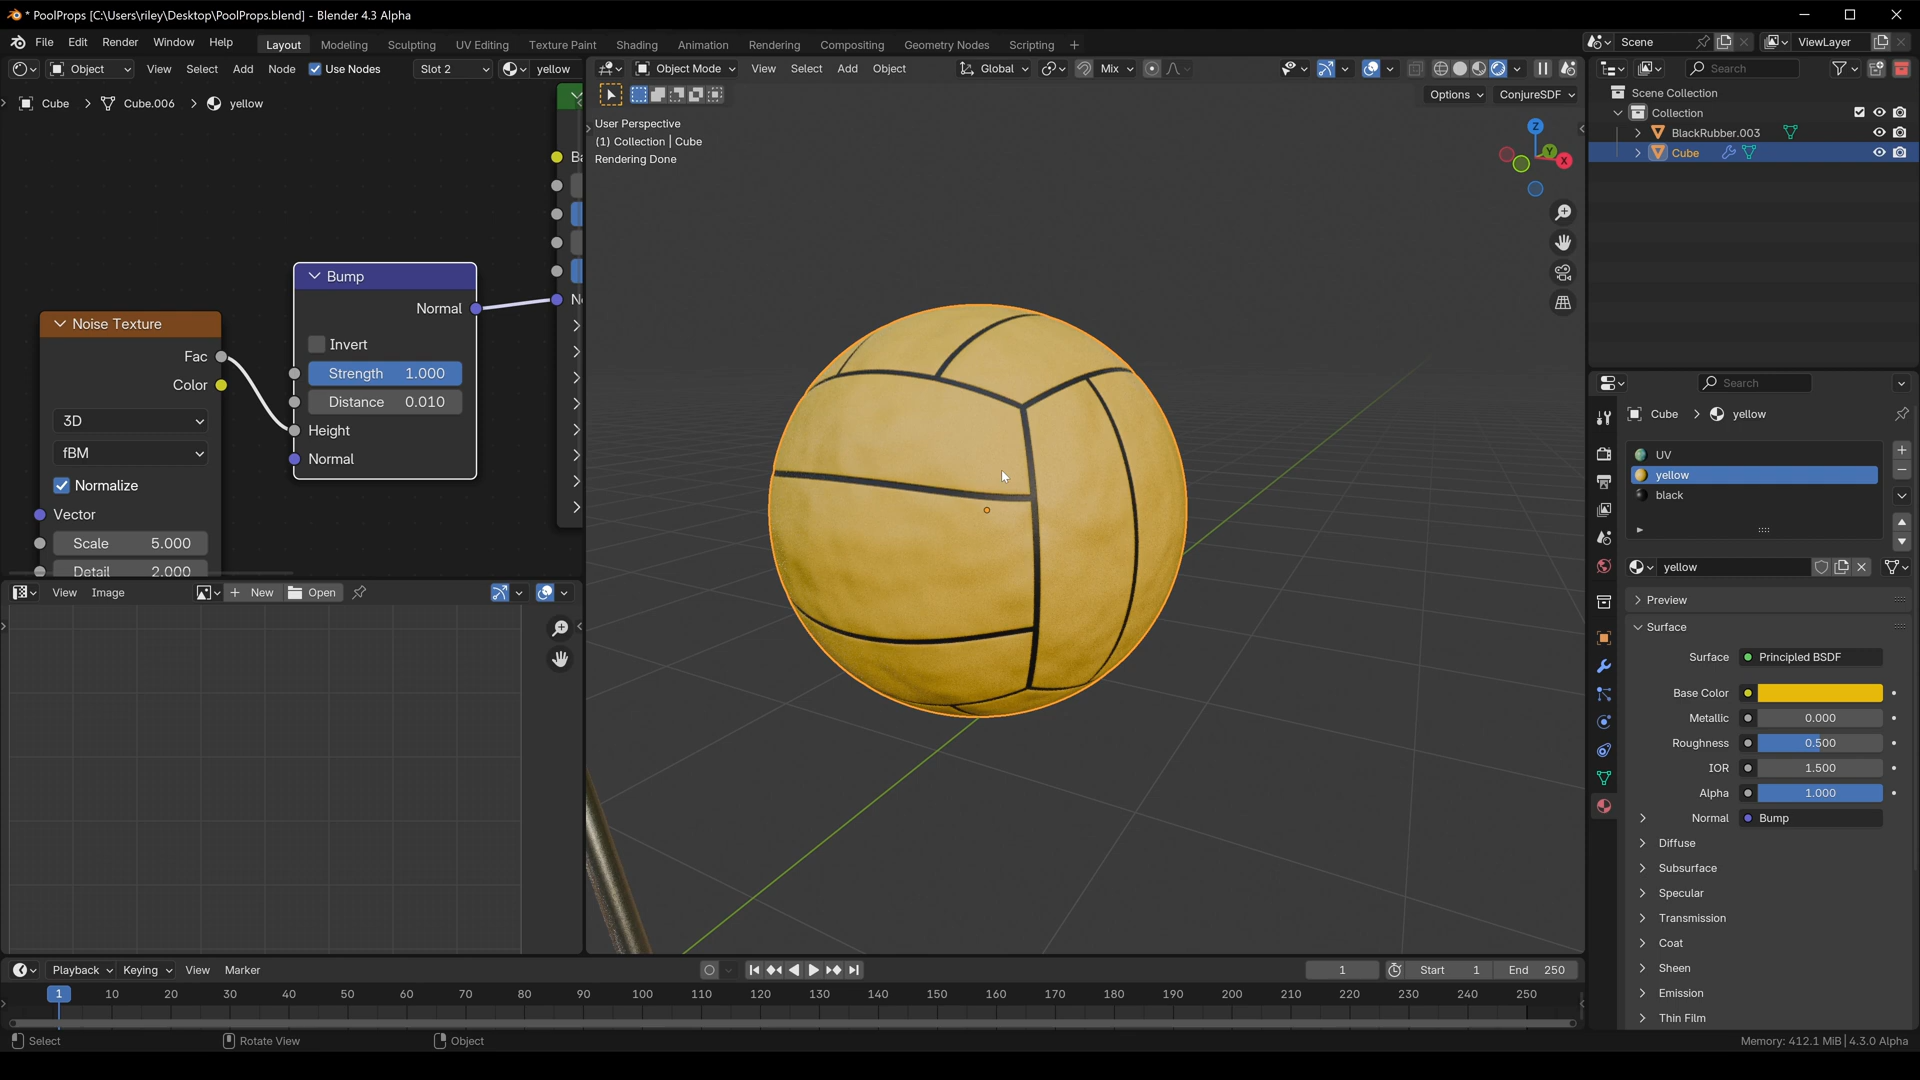 * PoolProps [C:\Users\riley\Desktop\PoolProps.blend] - Blender 4.3 Alpha
File Edit Render Window Help Layout Modeling Sculpting UV Editing Texture Paint Shading Animation Rendering Compositing Geometry Nodes Scripting + Scene ViewLayer
Object View Select Add Node Use Nodes Slot 2 yellow
Object Mode View Select Add Object Global Mix
Search
Cube > Cube.006 > yellow
Options ConjureSDF
User Perspective
(1) Collection | Cube
Rendering Done
Z
Y
X
Scene Collection
Collection
BlackRubber.003
Cube
Ba
No
Bump
Normal
Invert
Strength 1.000
Distance 0.010
Height
Normal
Noise Texture
Fac
Color
3D
fBM
Normalize
Vector
Scale 5.000
Detail 2.000
View Image New Open
Search
Cube > yellow
UV
yellow
black
yellow
Preview
Surface
Surface Principled BSDF
Base Color
Metallic 0.000
Roughness 0.500
IOR 1.500
Alpha 1.000
Normal Bump
Diffuse
Subsurface
Specular
Transmission
Coat
Sheen
Emission
Thin Film
Playback Keying View Marker 1 Start 1 End 250
1 10 20 30 40 50 60 70 80 90 100 110 120 130 140 150 160 170 180 190 200 210 220 230 240 250
Select Rotate View Object Memory: 412.1 MiB | 4.3.0 Alpha